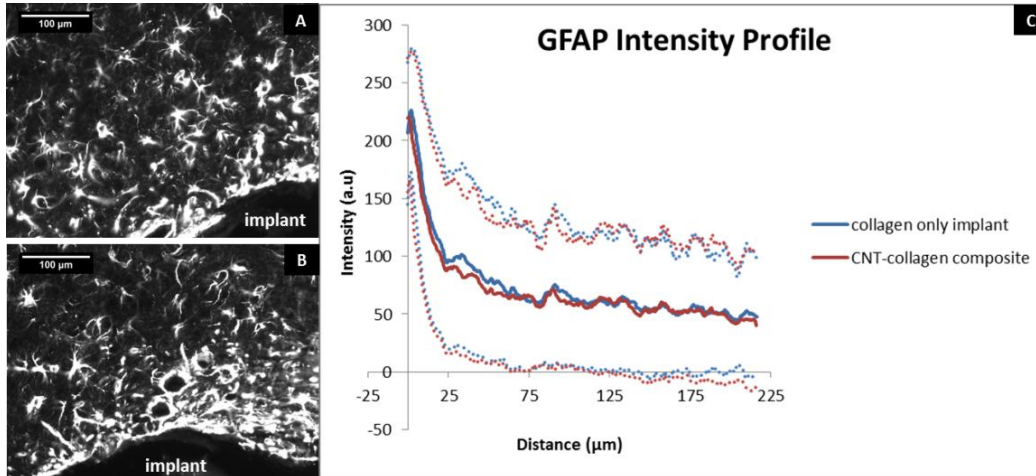 100 µm
A
implant
100 µm
B
implant
C
GFAP Intensity Profile
300
250
200
150
100
50
0
-50
-25
25
75
125
175
225
Intensity (a.u)
Distance (µm)
collagen only implant
CNT-collagen composite